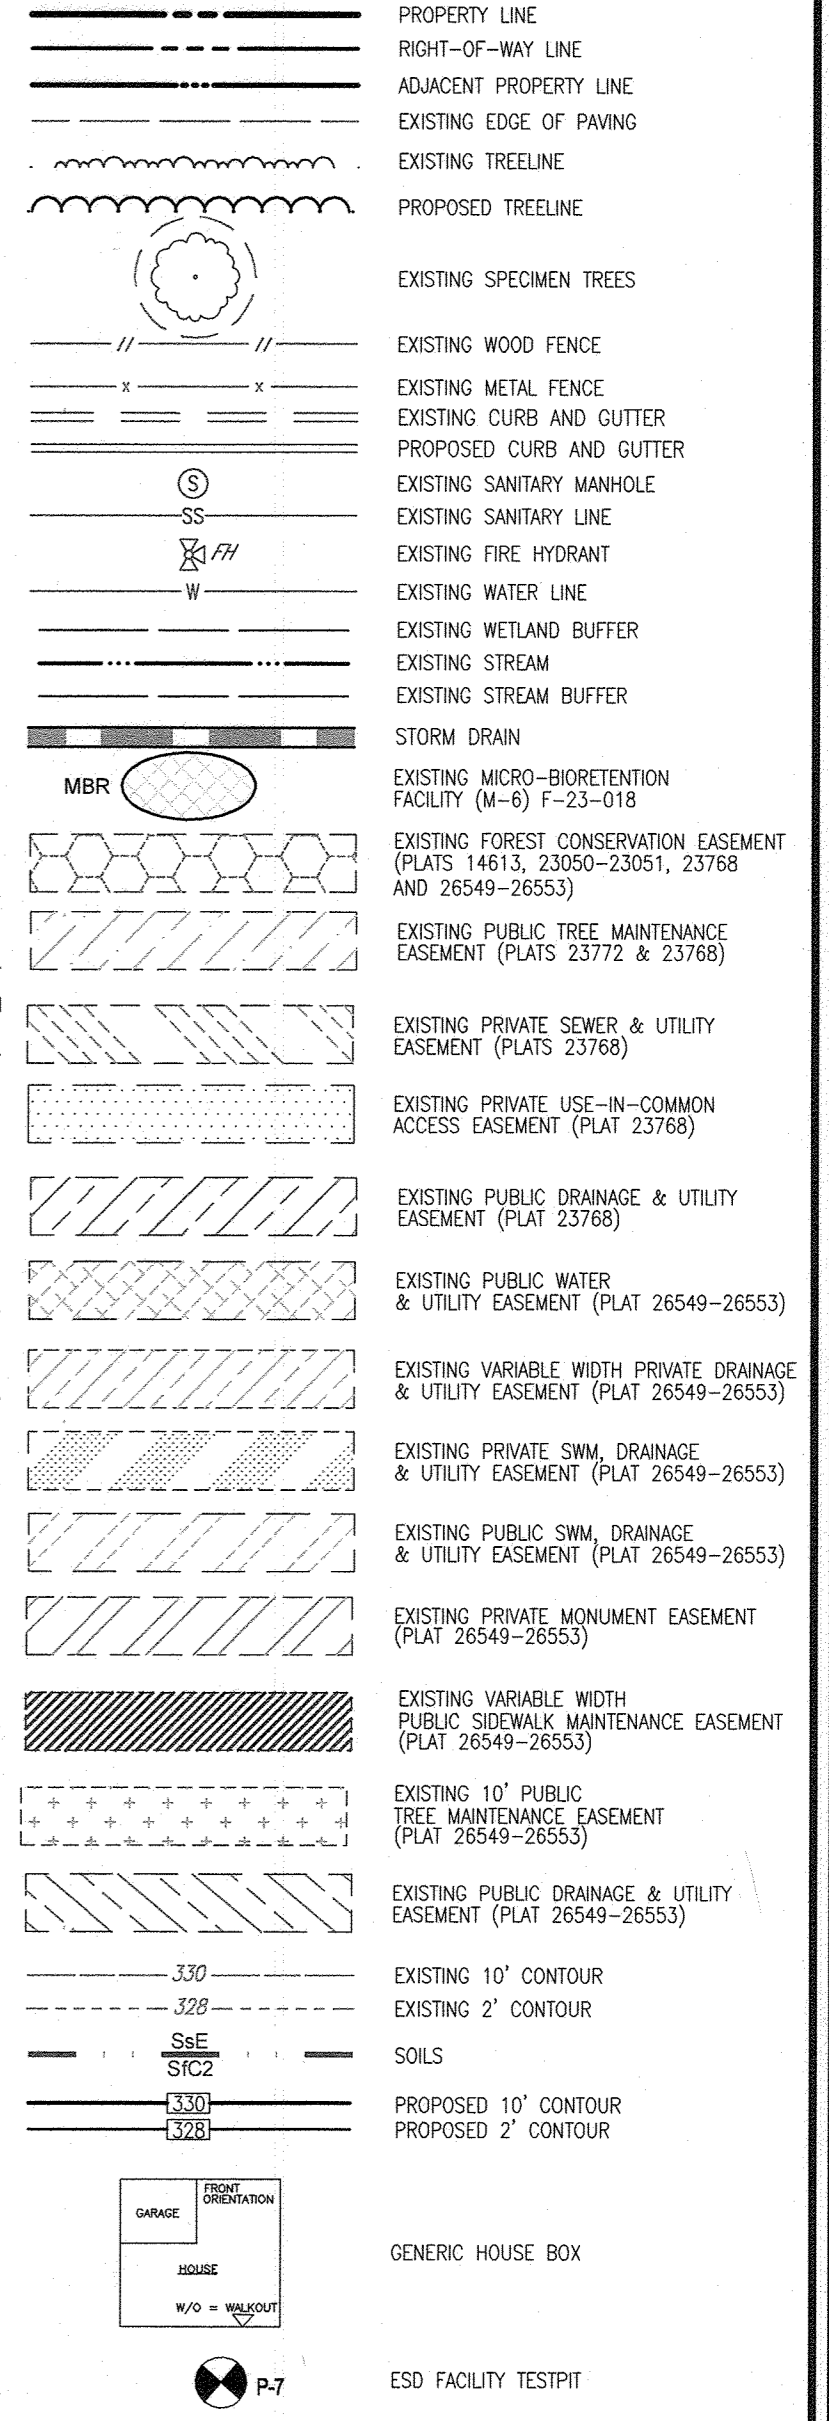 PROPERTY LINE
RIGHT-OF-WAY LINE
ADJACENT PROPERTY LINE
EXISTING EDGE OF PAVING
EXISTING TREELINE
PROPOSED TREELINE
EXISTING SPECIMEN TREES
// // EXISTING WOOD FENCE
x x EXISTING METAL FENCE
EXISTING CURB AND GUTTER
PROPOSED CURB AND GUTTER
S EXISTING SANITARY MANHOLE
SS EXISTING SANITARY LINE
FH EXISTING FIRE HYDRANT
W EXISTING WATER LINE
EXISTING WETLAND BUFFER
EXISTING STREAM
EXISTING STREAM BUFFER
STORM DRAIN
MBR EXISTING MICRO-BIORETENTION
FACILITY (M-6) F-23-018
EXISTING FOREST CONSERVATION EASEMENT
(PLATS 14613, 23050-23051, 23768
AND 26549-26553)
EXISTING PUBLIC TREE MAINTENANCE
EASEMENT (PLATS 23772 & 23768)
EXISTING PRIVATE SEWER & UTILITY
EASEMENT (PLATS 23768)
EXISTING PRIVATE USE-IN-COMMON
ACCESS EASEMENT (PLAT 23768)
EXISTING PUBLIC DRAINAGE & UTILITY
EASEMENT (PLAT 23768)
EXISTING PUBLIC WATER
& UTILITY EASEMENT (PLAT 26549-26553)
EXISTING VARIABLE WIDTH PRIVATE DRAINAGE
& UTILITY EASEMENT (PLAT 26549-26553)
EXISTING PRIVATE SWM, DRAINAGE
& UTILITY EASEMENT (PLAT 26549-26553)
EXISTING PUBLIC SWM, DRAINAGE
& UTILITY EASEMENT (PLAT 26549-26553)
EXISTING PRIVATE MONUMENT EASEMENT
(PLAT 26549-26553)
EXISTING VARIABLE WIDTH
PUBLIC SIDEWALK MAINTENANCE EASEMENT
(PLAT 26549-26553)
EXISTING 10' PUBLIC
TREE MAINTENANCE EASEMENT
(PLAT 26549-26553)
EXISTING PUBLIC DRAINAGE & UTILITY
EASEMENT (PLAT 26549-26553)
330 EXISTING 10' CONTOUR
328 EXISTING 2' CONTOUR
SsE
SOILS
SfC2
330 PROPOSED 10' CONTOUR
328 PROPOSED 2' CONTOUR
FRONT
ORIENTATION
GARAGE
GENERIC HOUSE BOX
HOUSE
W/O = WALKOUT
P-7 ESD FACILITY TESTPIT